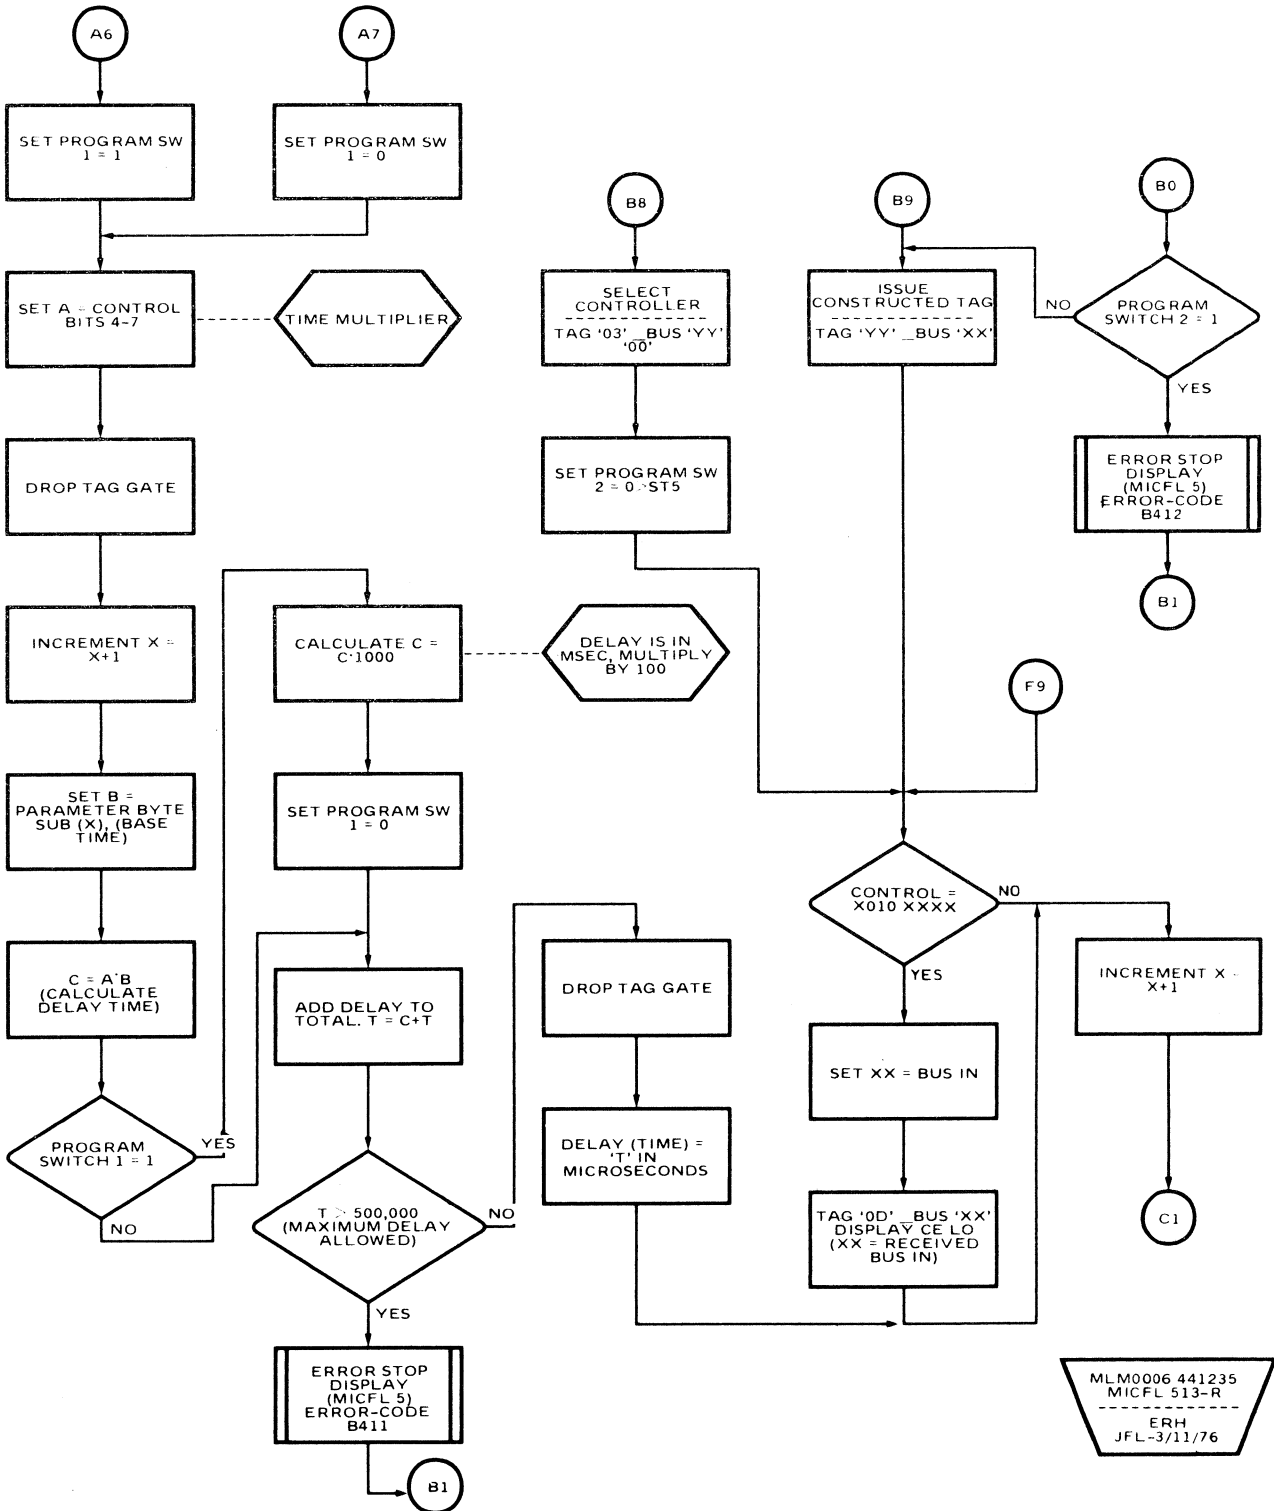 A6
A7
SET PROGRAM SW
1 = 1
SET PROGRAM SW
1 = 0
B8
B9
B0
SET A = CONTROL
BITS 4-7
TIME MULTIPLIER
SELECT
CONTROLLER
TAG '03' _BUS 'YY'
'00'
ISSUE
CONSTRUCTED TAG
TAG 'YY' _BUS 'XX'
NO
PROGRAM
SWITCH 2 = 1
YES
DROP TAG GATE
SET PROGRAM SW
2 = 0 ST5
ERROR STOP
DISPLAY
(MICFL 5)
ERROR-CODE
B412
B1
INCREMENT X =
X+1
CALCULATE C =
C·1000
DELAY IS IN
MSEC, MULTIPLY
BY 100
F9
SET B =
PARAMETER BYTE
SUB (X), (BASE
TIME)
SET PROGRAM SW
1 = 0
CONTROL =
X010 XXXX
NO
YES
C = A·B
(CALCULATE
DELAY TIME)
ADD DELAY TO
TOTAL. T = C+T
DROP TAG GATE
INCREMENT X =
X+1
SET XX = BUS IN
PROGRAM
SWITCH 1 = 1
YES
NO
DELAY (TIME) =
'T' IN
MICROSECONDS
T > 500,000
(MAXIMUM DELAY
ALLOWED)
NO
YES
TAG '0D' _BUS 'XX'
DISPLAY CE LO
(XX = RECEIVED
BUS IN)
C1
ERROR STOP
DISPLAY
(MICFL 5)
ERROR-CODE
B411
B1
MLM0006 441235
MICFL 513-R
ERH
JFL-3/11/76